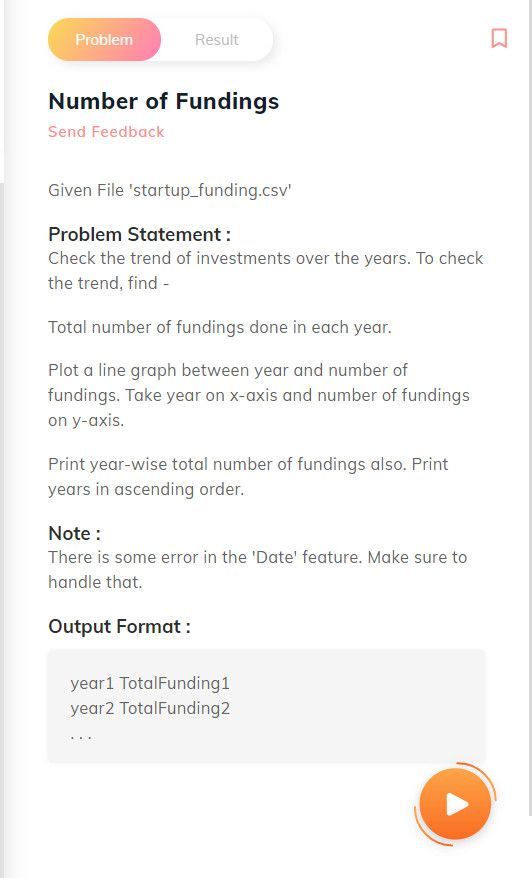 Problem
Result
Number of Fundings
Send Feedback
Given File 'startup_funding.csv'
Problem Statement :
Check the trend of investments over the years. To check
the trend, find -
Total number of fundings done in each year.
Plot a line graph between year and number of
fundings. Take year on x-axis and number of fundings
on y-axis.
Print year-wise total number of fundings also. Print
years in ascending order.
Note :
There is some error in the 'Date' feature. Make sure to
handle that.
Output Format :
year1 TotalFunding1
year2 TotalFunding2
. . .